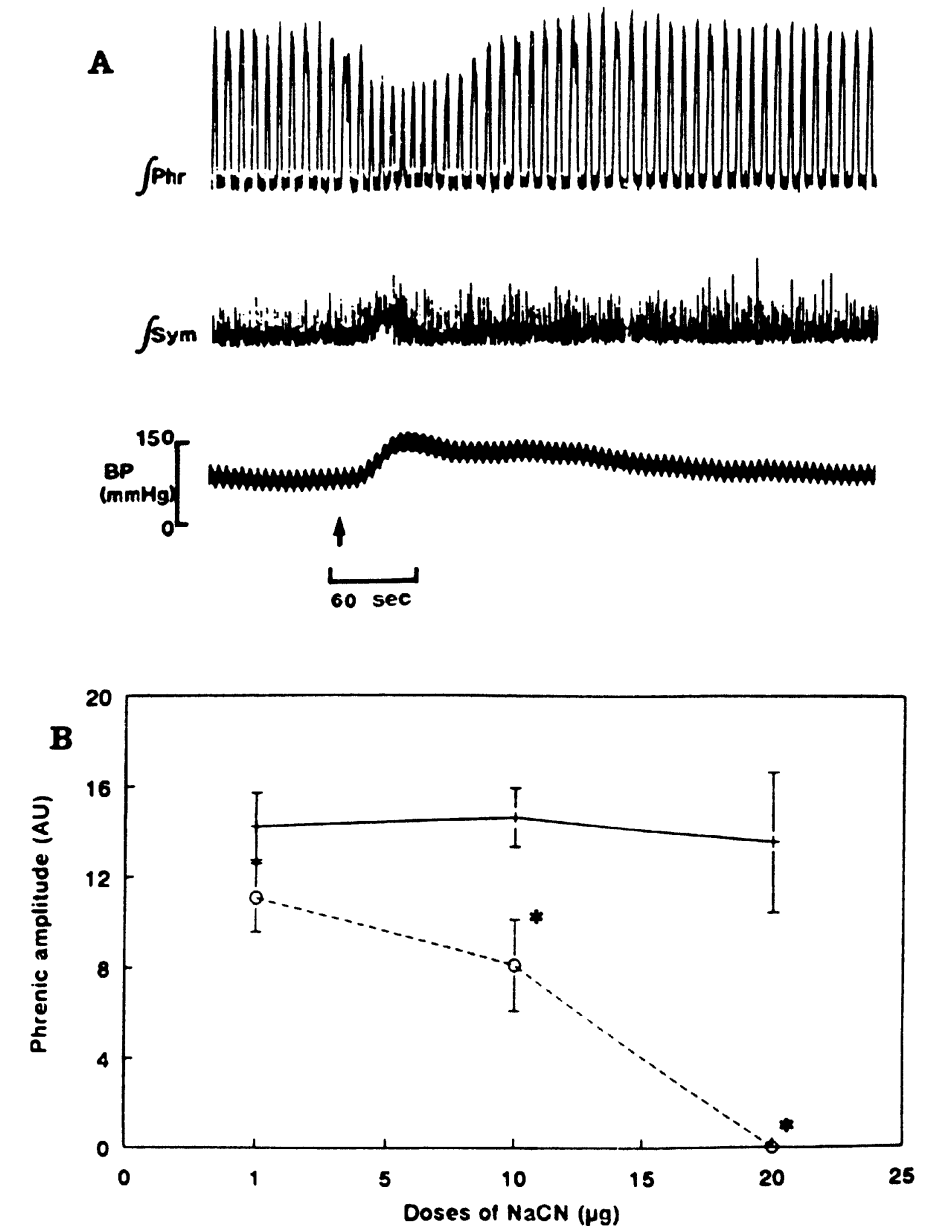 A
∫Phr
∫Sym
150
BP
(mmHg)
0
60 sec
B
20
16
12
8
4
0
Phrenic amplitude (AU)
*
*
0 1 5 10 15 20 25
Doses of NaCN (μg)